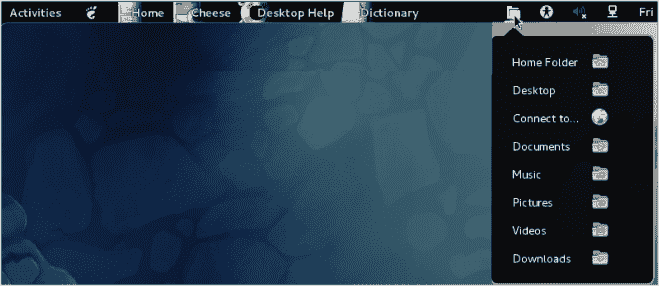 Activities Home Cheese Desktop Help Dictionary Fri
Home Folder
Desktop
Connect to...
Documents
Music
Pictures
Videos
Downloads